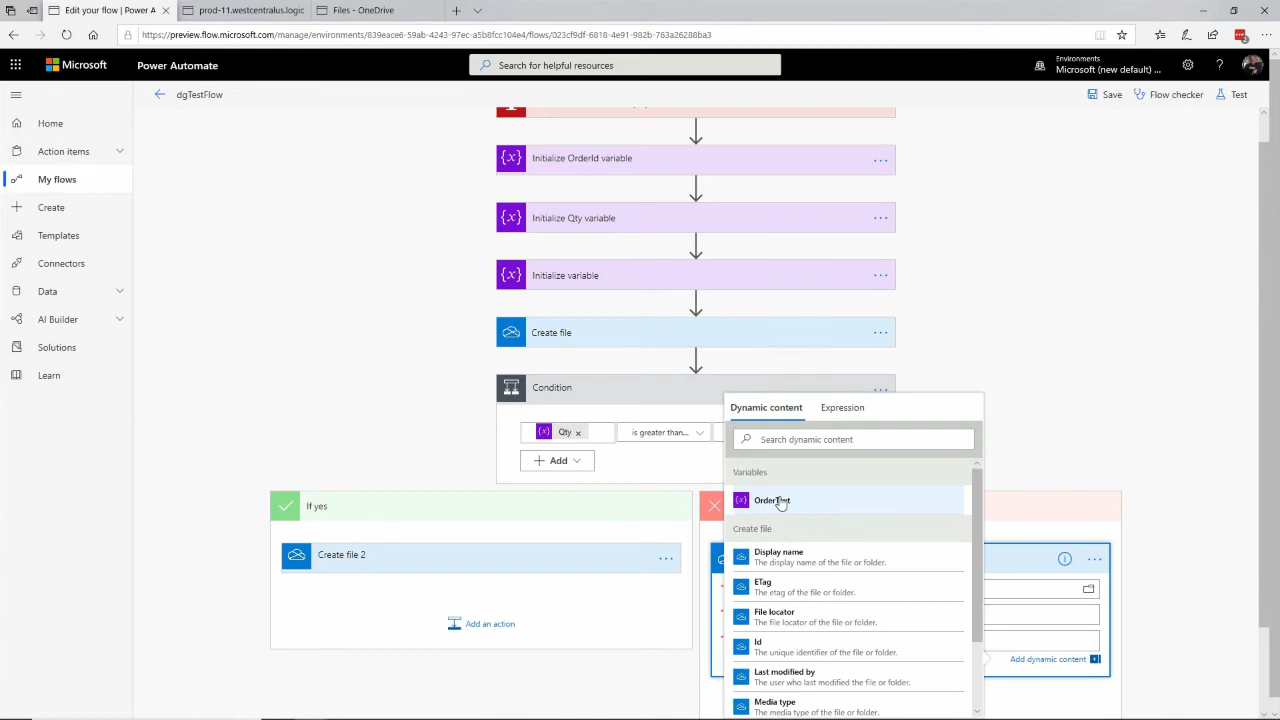 Edit your flow | Power A
prod-11.westcentralus.logic
Files - OneDrive
https://preview.flow.microsoft.com/manage/environments/839eace6-59ab-4243-97ec-a5b8fcc104e4/flows/023cf9df-6818-4e91-982b-763a26288ba3
Microsoft
Power Automate
Search for helpful resources
Environments
Microsoft (new default) ...
dgTestFlow
Save
Flow checker
Test
Home
Action items
My flows
Create
Templates
Connectors
Data
AI Builder
Solutions
Learn
Initialize OrderId variable
Initialize Qty variable
Initialize variable
Create file
Condition
Qty
is greater than...
Add
If yes
Create file 2
Add an action
Dynamic content
Expression
Search dynamic content
Variables
Create file
Display name
The display name of the file or folder.
ETag
The etag of the file or folder.
File locator
The file locator of the file or folder.
Id
The unique identifier of the file or folder.
Last modified by
The user who last modified the file or folder.
Media type
The media type of the file or folder.
Add dynamic content